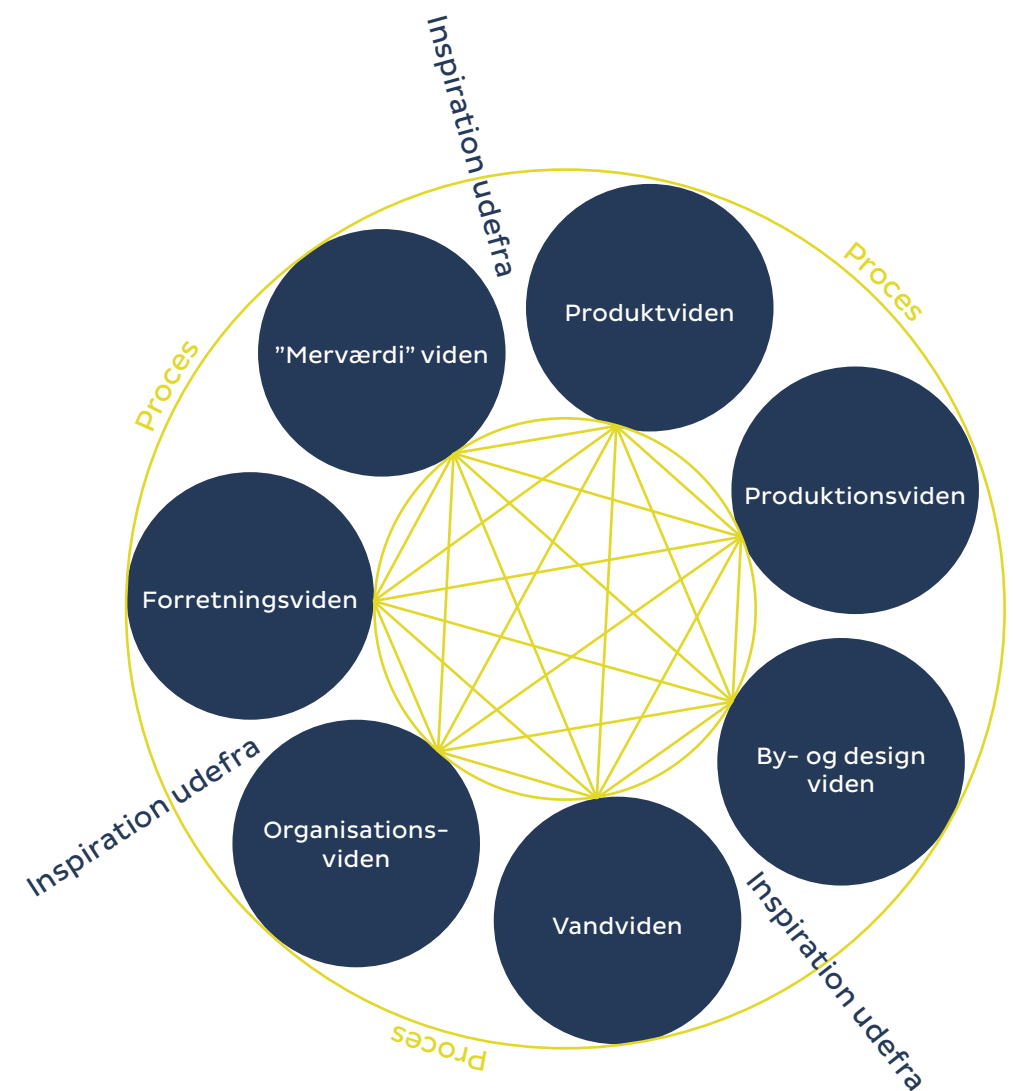 Inspiration udefra
Proces
Produktviden
”Merværdi” viden
Proces
Produktionsviden
Forretningsviden
By- og design
viden
Inspiration udefra
Organisations-
viden
Vandviden
Inspiration udefra
Proces